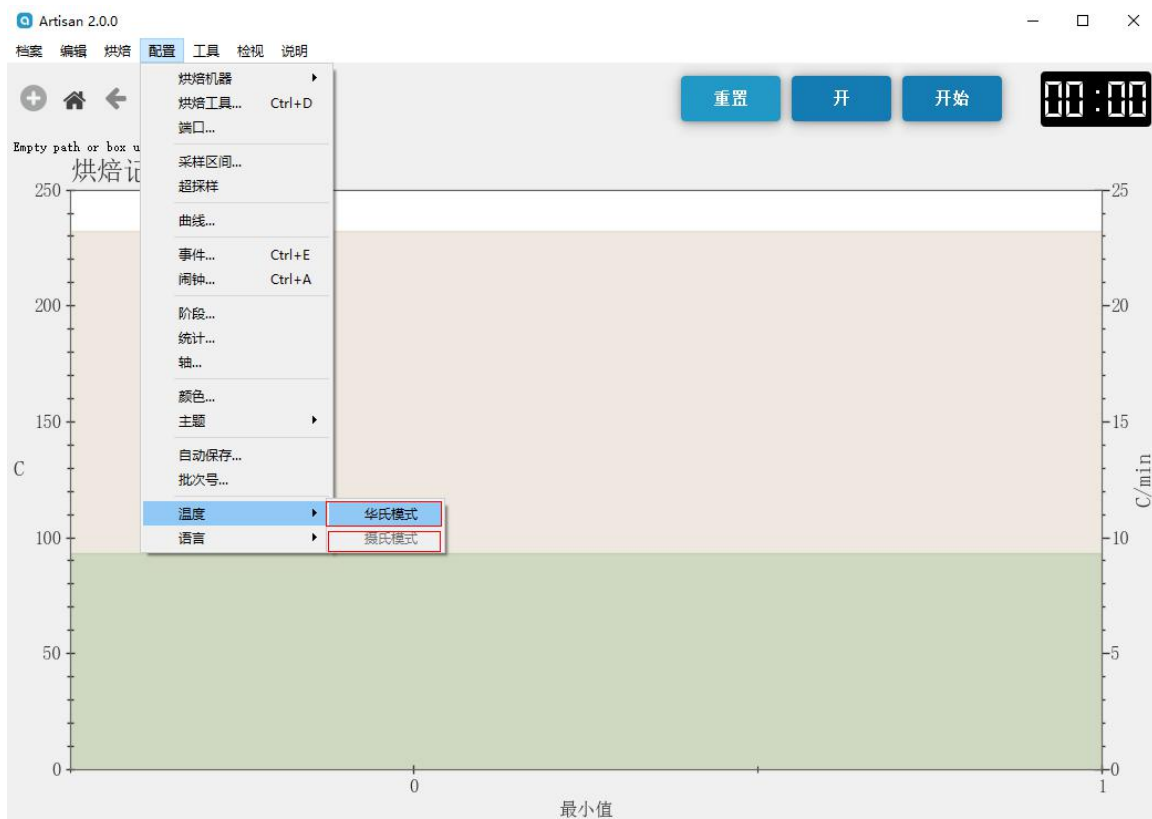 Artisan 2.0.0
档案 编辑 烘焙 配置 工具 检视 说明
烘焙机器
烘焙工具... Ctrl+D
端口...
采样区间...
超採样
曲线...
事件... Ctrl+E
闹钟... Ctrl+A
阶段...
统计...
轴...
颜色...
主题
自动保存...
批次号...
温度
语言
华氏模式
摄氏模式
重置 开 开始 00:00
Empty path or box u
烘焙记
250
200
150
100
50
0
C
25
20
15
10
5
0
C/min
0 1
最小值